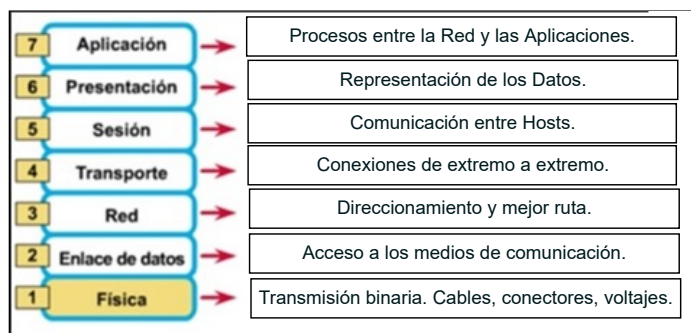 7 Aplicación Procesos entre la Red y las Aplicaciones.
6 Presentación Representación de los Datos.
5 Sesión Comunicación entre Hosts.
4 Transporte Conexiones de extremo a extremo.
3 Red Direccionamiento y mejor ruta.
2 Enlace de datos Acceso a los medios de comunicación.
1 Física Transmisión binaria. Cables, conectores, voltajes.